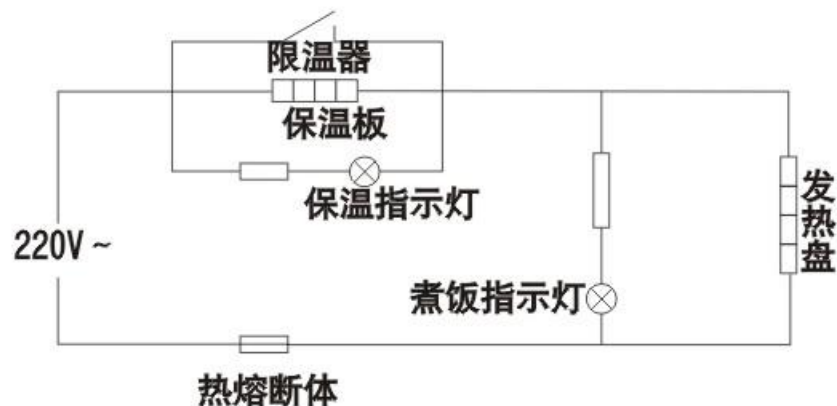 限温器
保温板
保温指示灯
220V ~
煮饭指示灯
发热盘
热熔断体